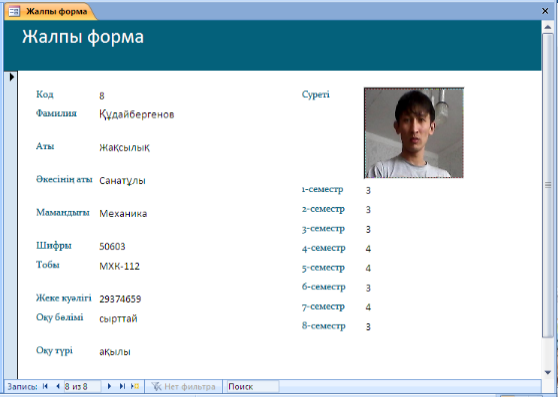 Жалпы форма
Жалпы форма
Код 8
Фамилия Құдайбергенов
Аты Жақсылық
Әкесінің аты Санатұлы
Мамандығы Механика
Шифры 50603
Тобы МХК-112
Жеке куәлігі 29374659
Оқу бөлімі сырттай
Оқу түрі ақылы
Суреті
1-семестр 3
2-семестр 3
3-семестр 3
4-семестр 4
5-семестр 4
6-семестр 3
7-семестр 4
8-семестр 3
Запись: 8 из 8 Нет фильтра Поиск